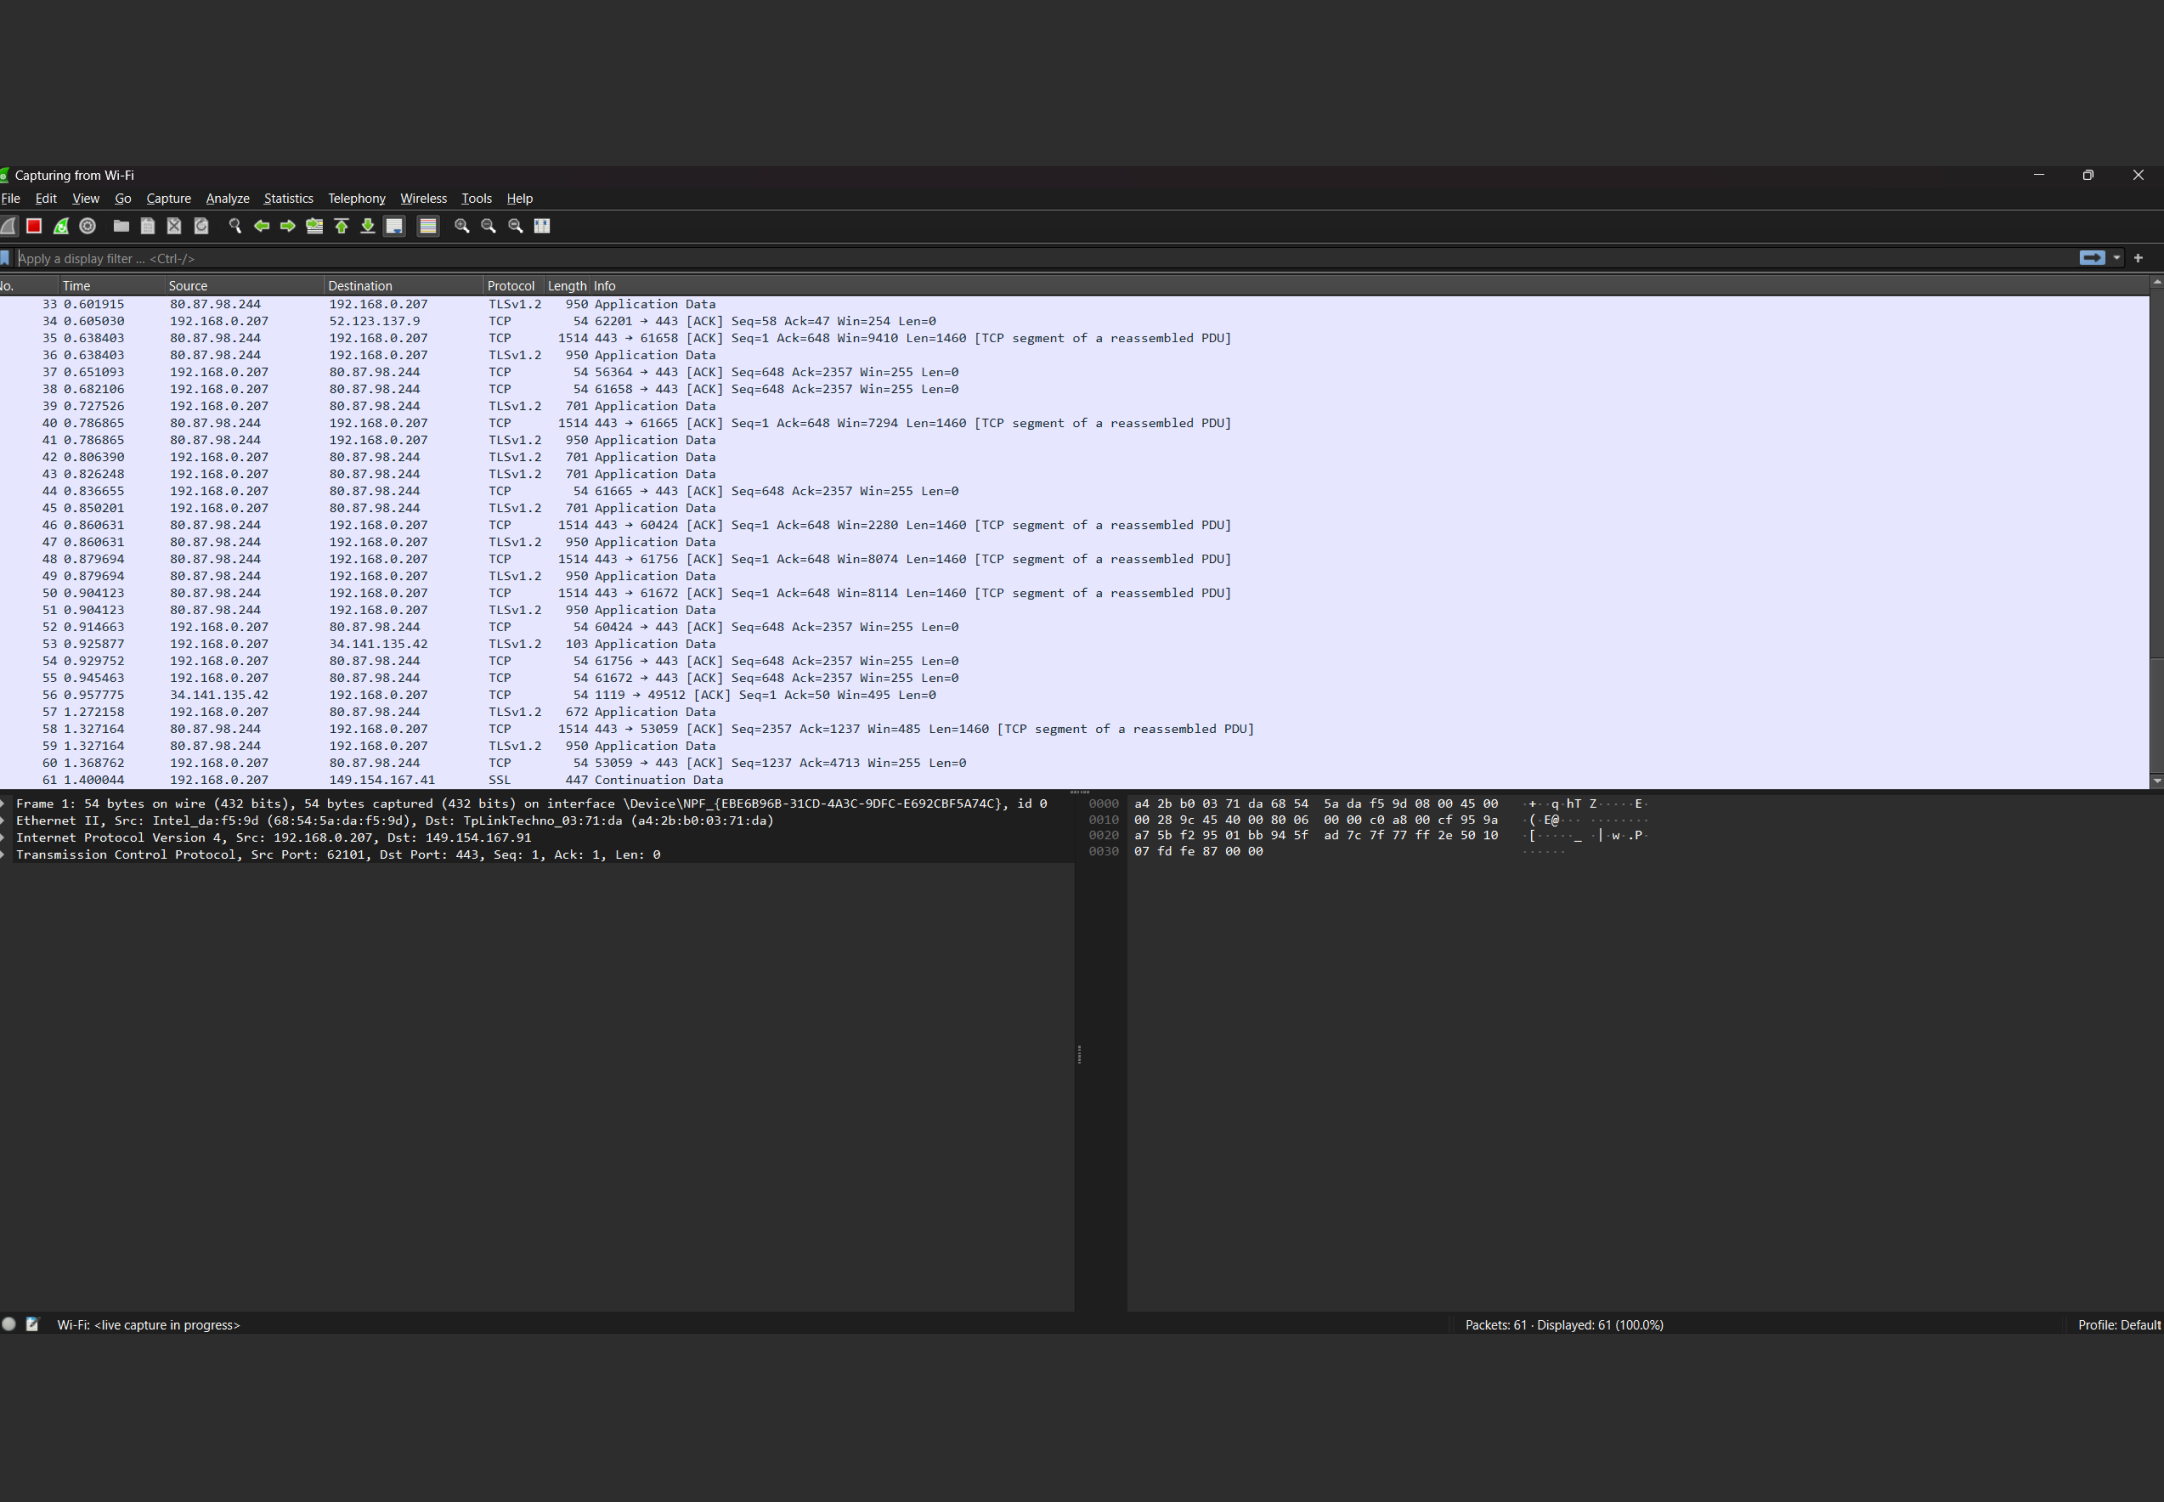 Capturing from Wi-Fi
File Edit View Go Capture Analyze Statistics Telephony Wireless Tools Help
Apply a display filter ... <Ctrl-/>
No. Time Source Destination Protocol Length Info
33 0.601915 80.87.98.244 192.168.0.207 TLSv1.2 950 Application Data
34 0.605030 192.168.0.207 52.123.137.9 TCP 54 62201 → 443 [ACK] Seq=58 Ack=47 Win=254 Len=0
35 0.638403 80.87.98.244 192.168.0.207 TCP 1514 443 → 61658 [ACK] Seq=1 Ack=648 Win=9410 Len=1460 [TCP segment of a reassembled PDU]
36 0.638403 80.87.98.244 192.168.0.207 TLSv1.2 950 Application Data
37 0.651093 192.168.0.207 80.87.98.244 TCP 54 56364 → 443 [ACK] Seq=648 Ack=2357 Win=255 Len=0
38 0.682106 192.168.0.207 80.87.98.244 TCP 54 61658 → 443 [ACK] Seq=648 Ack=2357 Win=255 Len=0
39 0.727526 192.168.0.207 80.87.98.244 TLSv1.2 701 Application Data
40 0.786865 80.87.98.244 192.168.0.207 TCP 1514 443 → 61665 [ACK] Seq=1 Ack=648 Win=7294 Len=1460 [TCP segment of a reassembled PDU]
41 0.786865 80.87.98.244 192.168.0.207 TLSv1.2 950 Application Data
42 0.806390 192.168.0.207 80.87.98.244 TLSv1.2 701 Application Data
43 0.826248 192.168.0.207 80.87.98.244 TLSv1.2 701 Application Data
44 0.836655 192.168.0.207 80.87.98.244 TCP 54 61665 → 443 [ACK] Seq=648 Ack=2357 Win=255 Len=0
45 0.850201 192.168.0.207 80.87.98.244 TLSv1.2 701 Application Data
46 0.860631 80.87.98.244 192.168.0.207 TCP 1514 443 → 60424 [ACK] Seq=1 Ack=648 Win=2280 Len=1460 [TCP segment of a reassembled PDU]
47 0.860631 80.87.98.244 192.168.0.207 TLSv1.2 950 Application Data
48 0.879694 80.87.98.244 192.168.0.207 TCP 1514 443 → 61756 [ACK] Seq=1 Ack=648 Win=8074 Len=1460 [TCP segment of a reassembled PDU]
49 0.879694 80.87.98.244 192.168.0.207 TLSv1.2 950 Application Data
50 0.904123 80.87.98.244 192.168.0.207 TCP 1514 443 → 61672 [ACK] Seq=1 Ack=648 Win=8114 Len=1460 [TCP segment of a reassembled PDU]
51 0.904123 80.87.98.244 192.168.0.207 TLSv1.2 950 Application Data
52 0.914663 192.168.0.207 80.87.98.244 TCP 54 60424 → 443 [ACK] Seq=648 Ack=2357 Win=255 Len=0
53 0.925877 192.168.0.207 34.141.135.42 TLSv1.2 103 Application Data
54 0.929752 192.168.0.207 80.87.98.244 TCP 54 61756 → 443 [ACK] Seq=648 Ack=2357 Win=255 Len=0
55 0.945463 192.168.0.207 80.87.98.244 TCP 54 61672 → 443 [ACK] Seq=648 Ack=2357 Win=255 Len=0
56 0.957775 34.141.135.42 192.168.0.207 TCP 54 1119 → 49512 [ACK] Seq=1 Ack=50 Win=495 Len=0
57 1.272158 192.168.0.207 80.87.98.244 TLSv1.2 672 Application Data
58 1.327164 80.87.98.244 192.168.0.207 TCP 1514 443 → 53059 [ACK] Seq=2357 Ack=1237 Win=485 Len=1460 [TCP segment of a reassembled PDU]
59 1.327164 80.87.98.244 192.168.0.207 TLSv1.2 950 Application Data
60 1.368762 192.168.0.207 80.87.98.244 TCP 54 53059 → 443 [ACK] Seq=1237 Ack=4713 Win=255 Len=0
61 1.400044 192.168.0.207 149.154.167.41 SSL 447 Continuation Data
Frame 1: 54 bytes on wire (432 bits), 54 bytes captured (432 bits) on interface \Device\NPF_{EBE6B96B-31CD-4A3C-9DFC-E692CBF5A74C}, id 0
Ethernet II, Src: Intel_da:f5:9d (68:54:5a:da:f5:9d), Dst: TpLinkTechno_03:71:da (a4:2b:b0:03:71:da)
Internet Protocol Version 4, Src: 192.168.0.207, Dst: 149.154.167.91
Transmission Control Protocol, Src Port: 62101, Dst Port: 443, Seq: 1, Ack: 1, Len: 0
0000 a4 2b b0 03 71 da 68 54 5a da f5 9d 08 00 45 00 ·+··q·hT Z·····E·
0010 00 28 9c 45 40 00 80 06 00 00 c0 a8 00 cf 95 9a ·(·E@··· ········
0020 a7 5b f2 95 01 bb 94 5f ad 7c 7f 77 ff 2e 50 10 ·[·····_ ·|·w·.P·
0030 07 fd fe 87 00 00 ······
Wi-Fi: <live capture in progress>
Packets: 61 · Displayed: 61 (100.0%)
Profile: Default